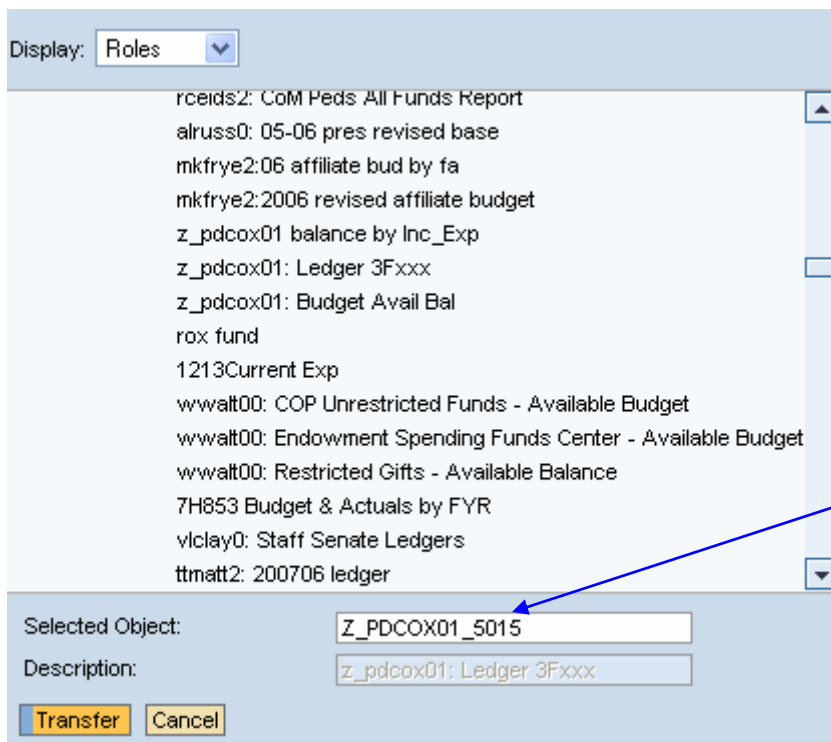 Display: Roles
rceids2: CoM Peds All Funds Report
alruss0: 05-06 pres revised base
mkfrye2:06 affiliate bud by fa
mkfrye2:2006 revised affiliate budget
z_pdcox01 balance by Inc_Exp
z_pdcox01: Ledger 3Fxxx
z_pdcox01: Budget Avail Bal
rox fund
1213Current Exp
wwalt00: COP Unrestricted Funds - Available Budget
wwalt00: Endowment Spending Funds Center - Available Budget
wwalt00: Restricted Gifts - Available Balance
7H853 Budget & Actuals by FYR
vlclay0: Staff Senate Ledgers
ttmatt2: 200706 ledger
Selected Object: Z_PDCOX01_5015
Description: z_pdcox01: Ledger 3Fxxx
Transfer Cancel